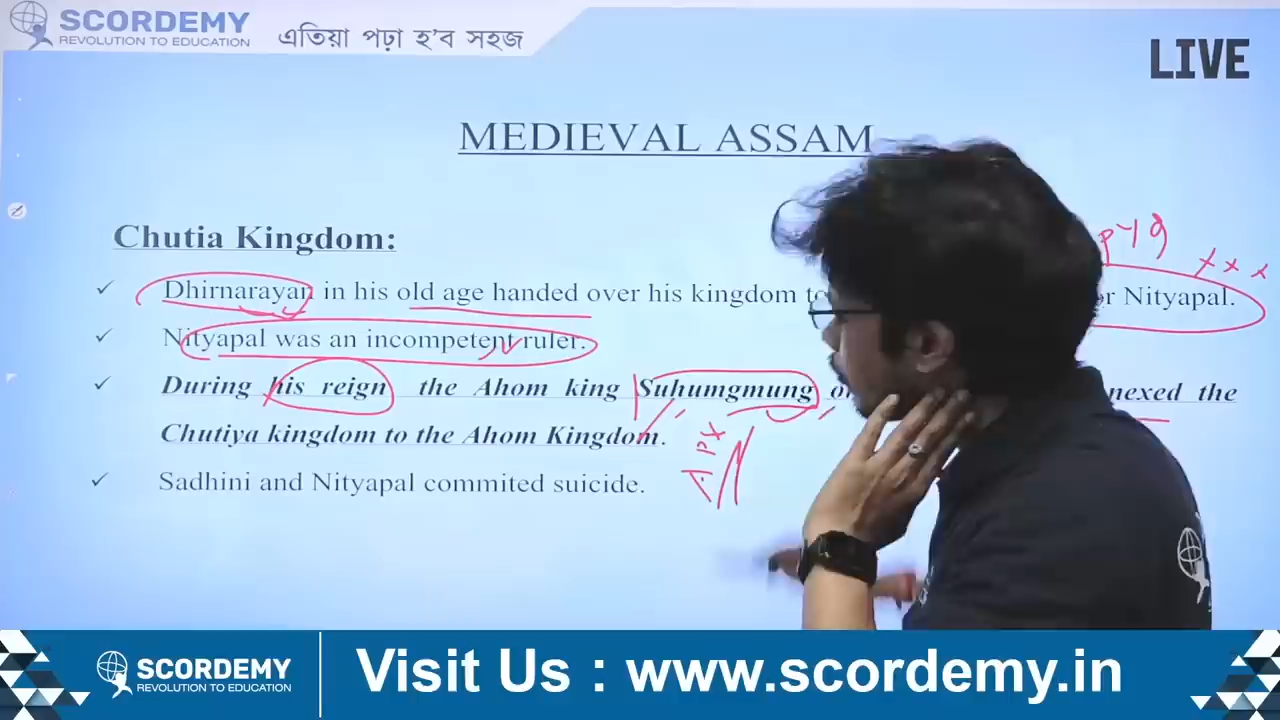 SCORDEMY
REVOLUTION TO EDUCATION
এতিয়া পঢ়া হ'ব সহজ
LIVE
MEDIEVAL ASSAM
Chutia Kingdom:
Dhirnarayan in his old age handed over his kingdom to or Nityapal.
Nityapal was an incompetent ruler.
During his reign the Ahom king Suhumgmung nexed the
Chutiya kingdom to the Ahom Kingdom.
Sadhini and Nityapal commited suicide.
SCORDEMY
REVOLUTION TO EDUCATION
Visit Us : www.scordemy.in